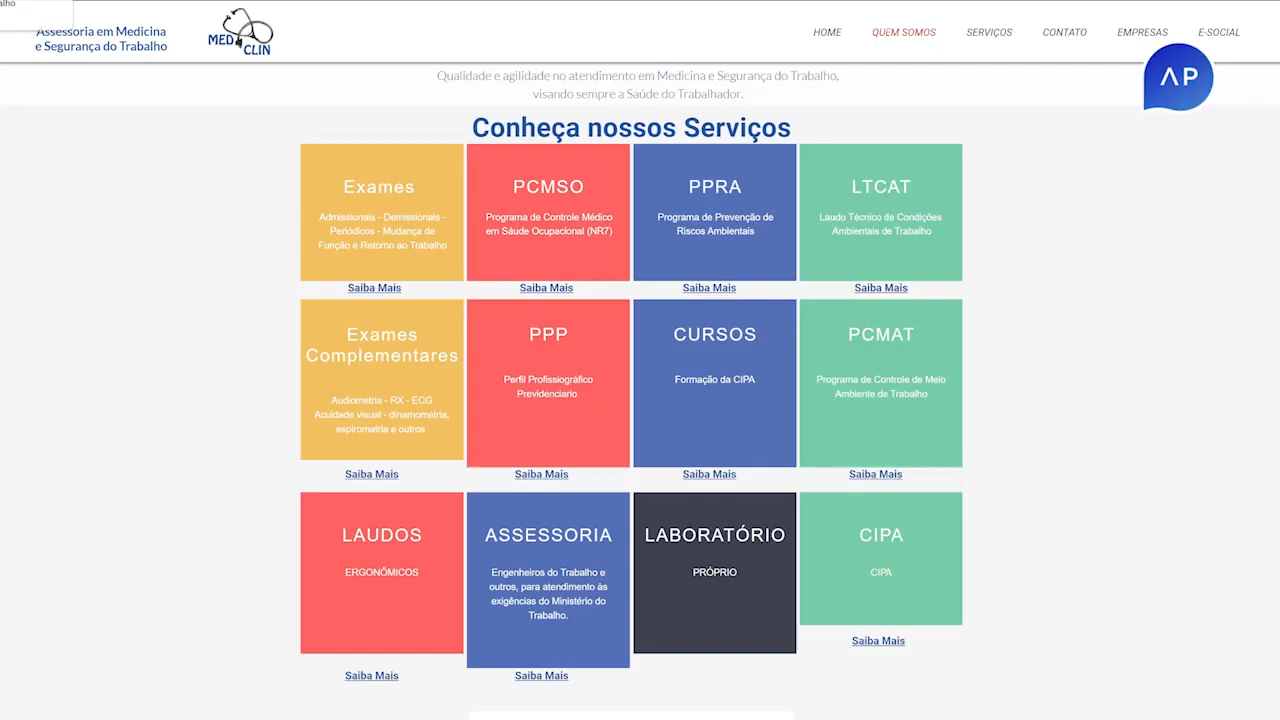 alho
Assessoria em Medicina
e Segurança do Trabalho
MED CLIN
HOME
QUEM SOMOS
SERVIÇOS
CONTATO
EMPRESAS
E-SOCIAL
AP
Qualidade e agilidade no atendimento em Medicina e Segurança do Trabalho,
visando sempre a Saúde do Trabalhador.
Conheça nossos Serviços
Exames
Admissionais - Demissionais -
Periódicos - Mudança de
Função e Retorno ao Trabalho
Saiba Mais
PCMSO
Programa de Controle Médico
em Sáude Ocupacional (NR7)
Saiba Mais
PPRA
Programa de Prevenção de
Riscos Ambientais
Saiba Mais
LTCAT
Laudo Técnico de Condições
Ambientais de Trabalho
Saiba Mais
Exames
Complementares
Audiometria - RX - ECG
Acuidade visual - dinamometria,
espiromatria e outros
Saiba Mais
PPP
Perfil Profissiográfico
Previdenciario
Saiba Mais
CURSOS
Formação da CIPA
Saiba Mais
PCMAT
Programa de Controle de Meio
Ambiente de Trabalho
Saiba Mais
LAUDOS
ERGONÔMICOS
Saiba Mais
ASSESSORIA
Engenheiros do Trabalho e
outros, para atendimento às
exigências do Ministério do
Trabalho.
Saiba Mais
LABORATÓRIO
PRÓPRIO
CIPA
CIPA
Saiba Mais